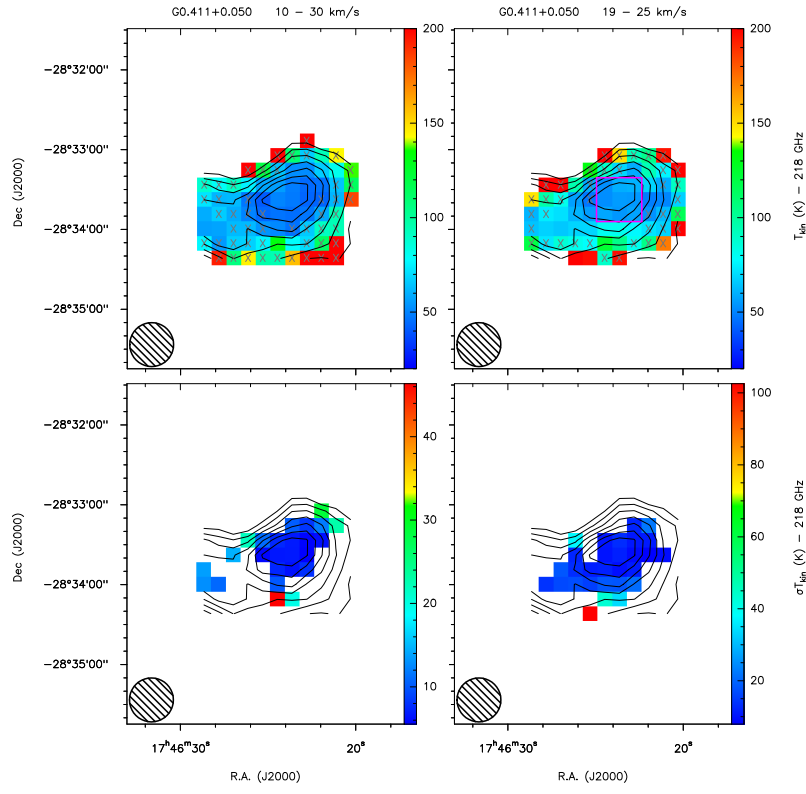 G0.411+0.050 10 − 30 km/s
G0.411+0.050 19 − 25 km/s
−28°32'00"
−28°33'00"
−28°34'00"
−28°35'00"
Dec (J2000)
200
150
100
50
200
150
100
50
Tkin (K) − 218 GHz
−28°32'00"
−28°33'00"
−28°34'00"
−28°35'00"
Dec (J2000)
40
30
20
10
100
80
60
40
20
σTkin (K) − 218 GHz
17h46m30s
20s
20s
17h46m30s
R.A. (J2000)
R.A. (J2000)